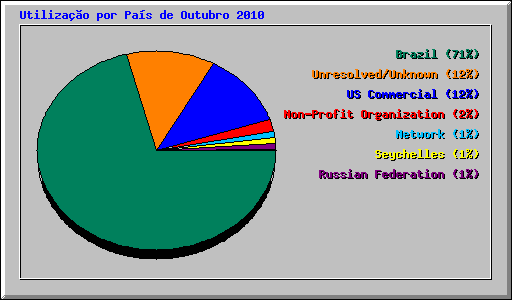 Utilização por País de Outubro 2010
Brazil (71%)
Unresolved/Unknown (12%)
US Commercial (12%)
Non-Profit Organization (2%)
Network (1%)
Seychelles (1%)
Russian Federation (1%)